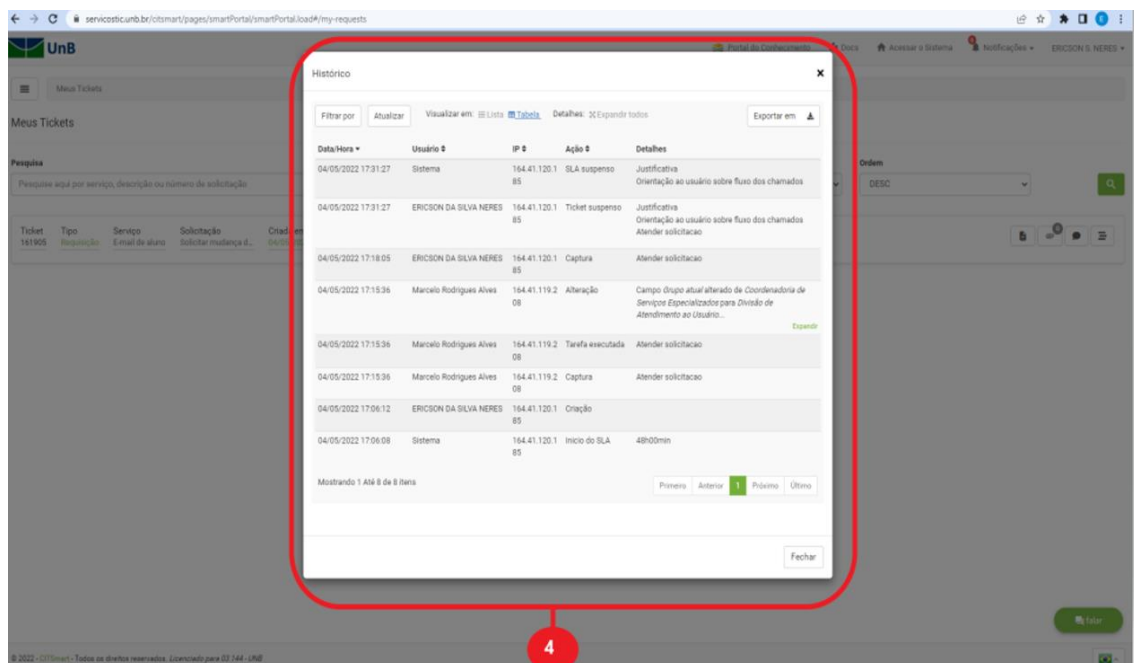 servicostic.unb.br/citsmart/pages/smartPortal/smartPortal.load#/my-requests
UnB
Portal do Conhecimento Docs Acessar o Sistema Notificações ERICSON S. NERES
Meus Tickets
Meus Tickets
Pesquisa
Pesquise aqui por serviço, descrição ou número de solicitação
Ordem
DESC
Ticket Tipo Serviço Solicitação
161905 Requisição E-mail de aluno Solicitar mudança d...
Histórico x
Filtrar por Atualizar Visualizar em: Lista Tabela Detalhes: Expandir todos Exportar em
Data/Hora Usuário IP Ação Detalhes
04/05/2022 17:31:27 Sistema 164.41.120.1 SLA suspenso Justificativa
85 Orientação ao usuário sobre fluxo dos chamados
04/05/2022 17:31:27 ERICSON DA SILVA NERES 164.41.120.1 Ticket suspenso Justificativa
85 Orientação ao usuário sobre fluxo dos chamados
Atender solicitacao
04/05/2022 17:18:05 ERICSON DA SILVA NERES 164.41.120.1 Captura Atender solicitacao
85
04/05/2022 17:15:36 Marcelo Rodrigues Alves 164.41.119.2 Alteração Campo Grupo atual alterado de Coordenadoria de
08 Serviços Especializados para Divisão de
Atendimento ao Usuário...
Expandir
04/05/2022 17:15:36 Marcelo Rodrigues Alves 164.41.119.2 Tarefa executada Atender solicitacao
08
04/05/2022 17:15:36 Marcelo Rodrigues Alves 164.41.119.2 Captura Atender solicitacao
08
04/05/2022 17:06:12 ERICSON DA SILVA NERES 164.41.120.1 Criação
85
04/05/2022 17:06:08 Sistema 164.41.120.1 Inicio do SLA 48h00min
85
Mostrando 1 Até 8 de 8 itens
Primeiro Anterior 1 Próximo Último
Fechar
4
falar
© 2022 - CITSmart - Todos os direitos reservados. Licenciado para 03.144 - UNB